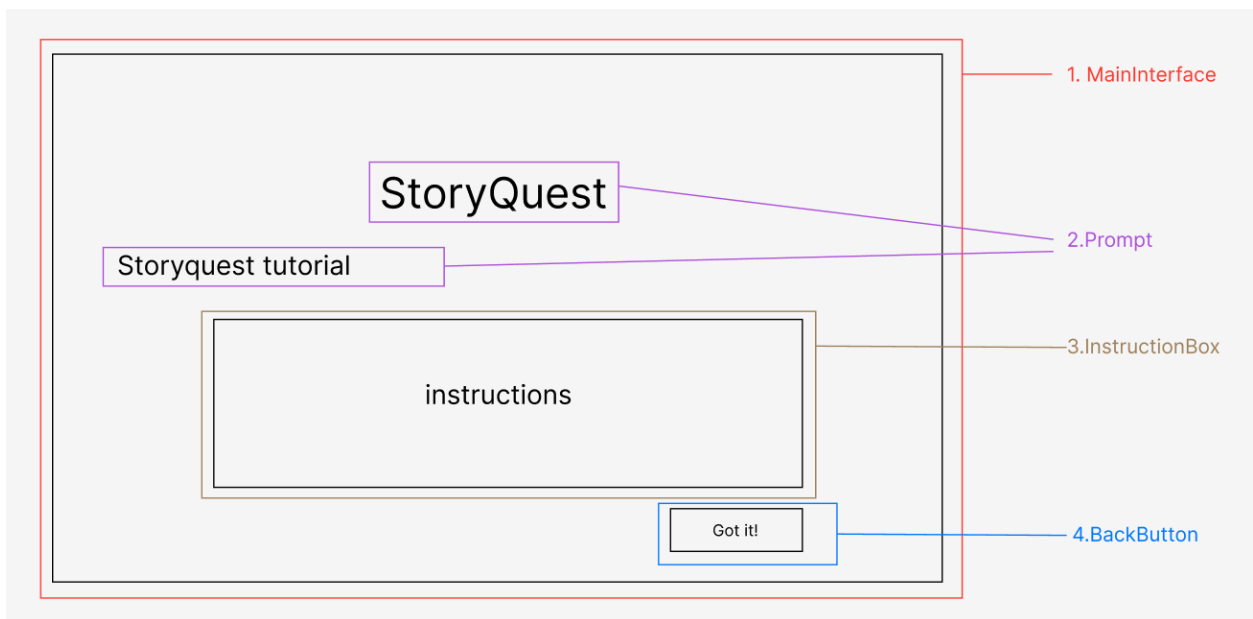 1. MainInterface
StoryQuest
2.Prompt
Storyquest tutorial
3.InstructionBox
instructions
Got it!
4.BackButton